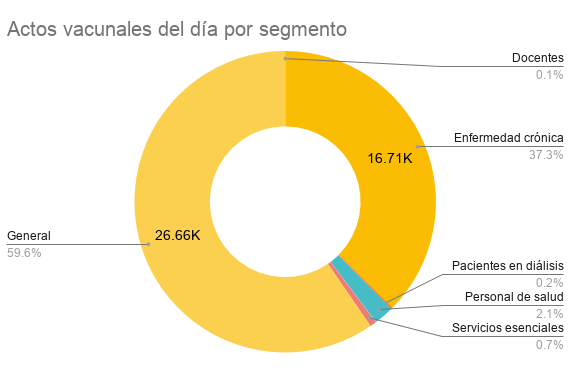 Actos vacunales del día por segmento
Docentes
0.1%
Enfermedad crónica
37.3%
16.71K
General
59.6%
26.66K
Pacientes en diálisis
0.2%
Personal de salud
2.1%
Servicios esenciales
0.7%